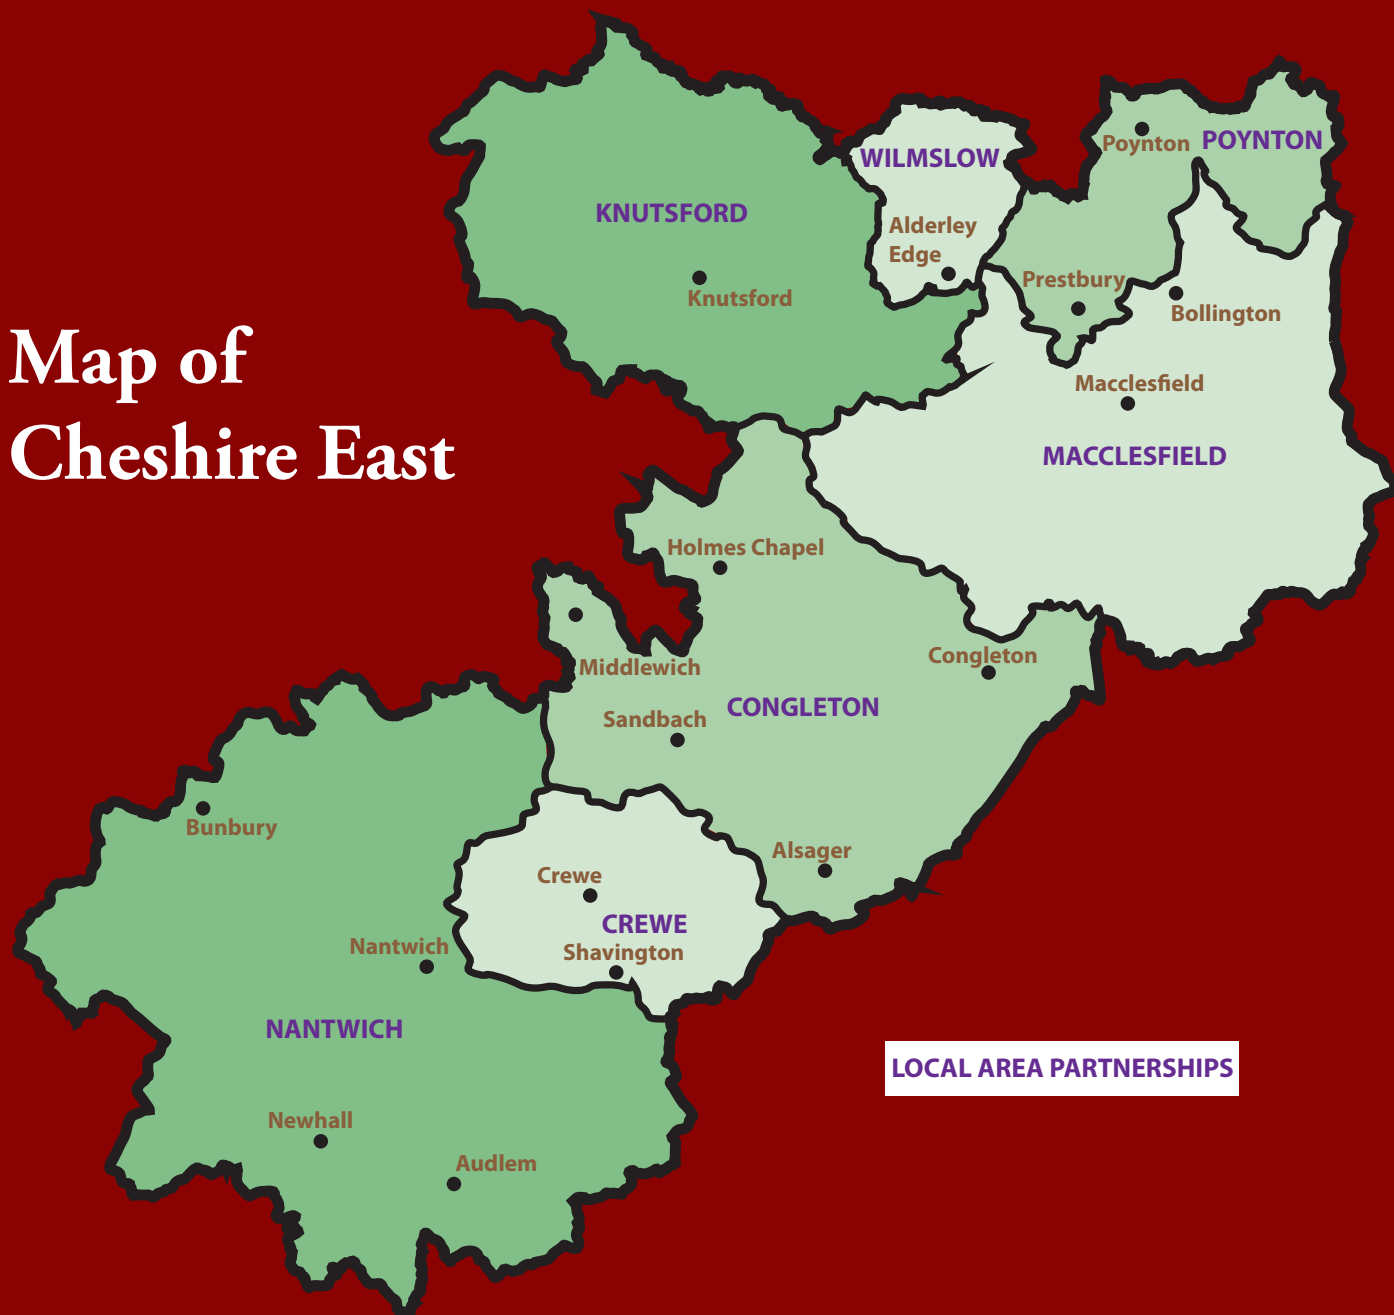 Map of
Cheshire East
KNUTSFORD
Knutsford
WILMSLOW
Alderley
Edge
Poynton
POYNTON
Prestbury
Bollington
Macclesfield
MACCLESFIELD
Holmes Chapel
Middlewich
Congleton
Sandbach
CONGLETON
Alsager
Bunbury
Crewe
CREWE
Shavington
Nantwich
NANTWICH
Newhall
Audlem
LOCAL AREA PARTNERSHIPS